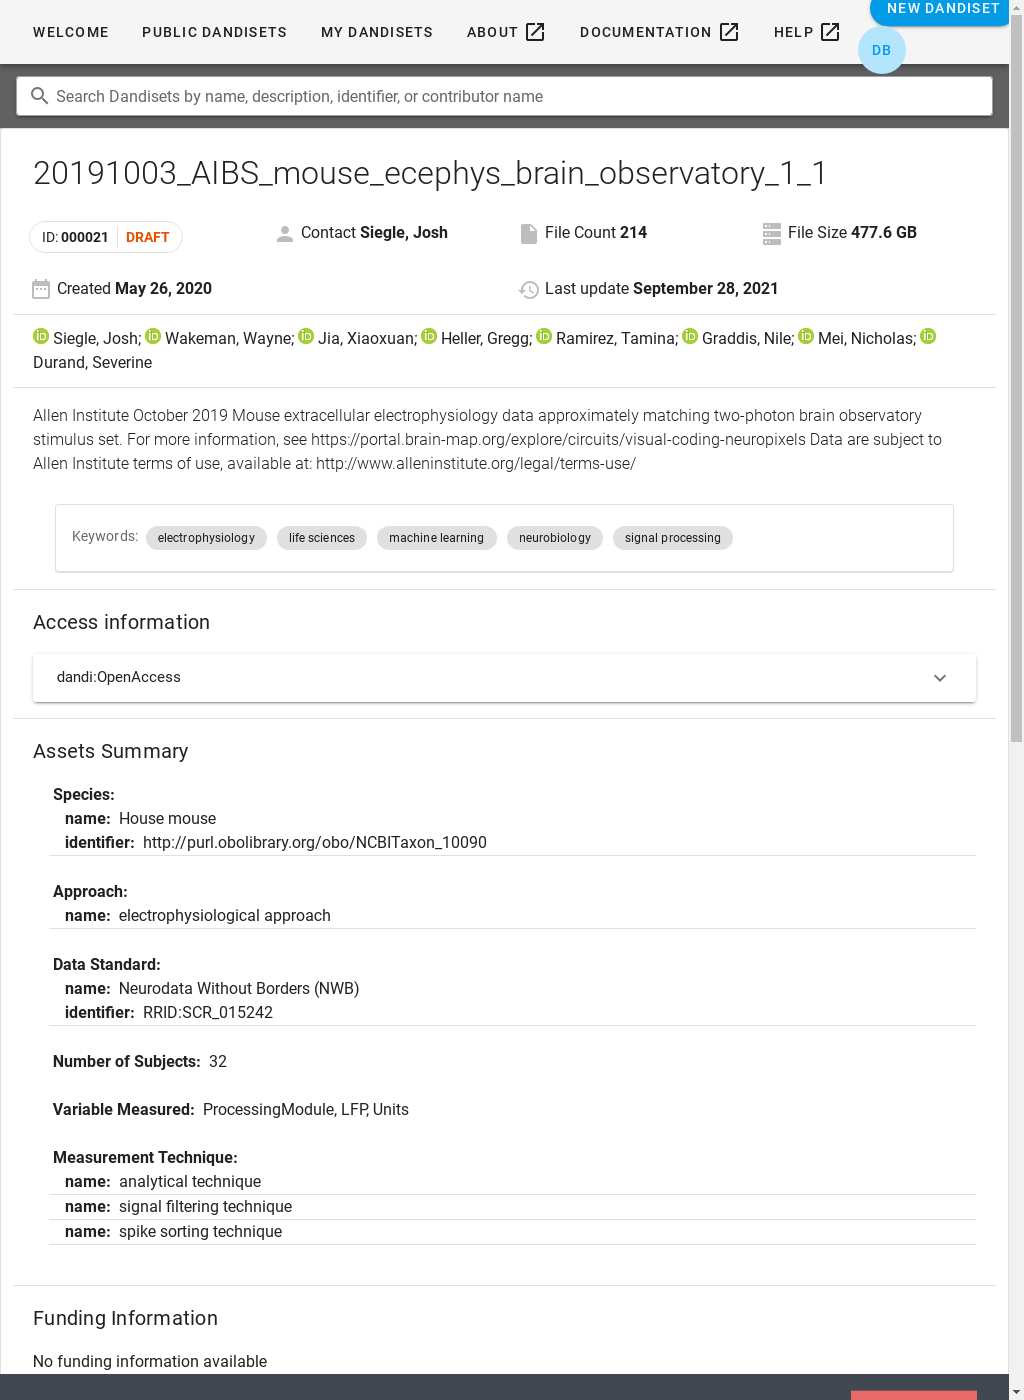 WELCOME PUBLIC DANDISETS MY DANDISETS ABOUT DOCUMENTATION HELP NEW DANDISET
DB
Search Dandisets by name, description, identifier, or contributor name
20191003_AIBS_mouse_ecephys_brain_observatory_1_1
ID: 000021 DRAFT Contact Siegle, Josh File Count 214 File Size 477.6 GB
Created May 26, 2020 Last update September 28, 2021
iD Siegle, Josh; iD Wakeman, Wayne; iD Jia, Xiaoxuan; iD Heller, Gregg; iD Ramirez, Tamina; iD Graddis, Nile; iD Mei, Nicholas; iD
Durand, Severine
Allen Institute October 2019 Mouse extracellular electrophysiology data approximately matching two-photon brain observatory
stimulus set. For more information, see https://portal.brain-map.org/explore/circuits/visual-coding-neuropixels Data are subject to
Allen Institute terms of use, available at: http://www.alleninstitute.org/legal/terms-use/
Keywords: electrophysiology life sciences machine learning neurobiology signal processing
Access information
dandi:OpenAccess
Assets Summary
Species:
name: House mouse
identifier: http://purl.obolibrary.org/obo/NCBITaxon_10090
Approach:
name: electrophysiological approach
Data Standard:
name: Neurodata Without Borders (NWB)
identifier: RRID:SCR_015242
Number of Subjects: 32
Variable Measured: ProcessingModule, LFP, Units
Measurement Technique:
name: analytical technique
name: signal filtering technique
name: spike sorting technique
Funding Information
No funding information available